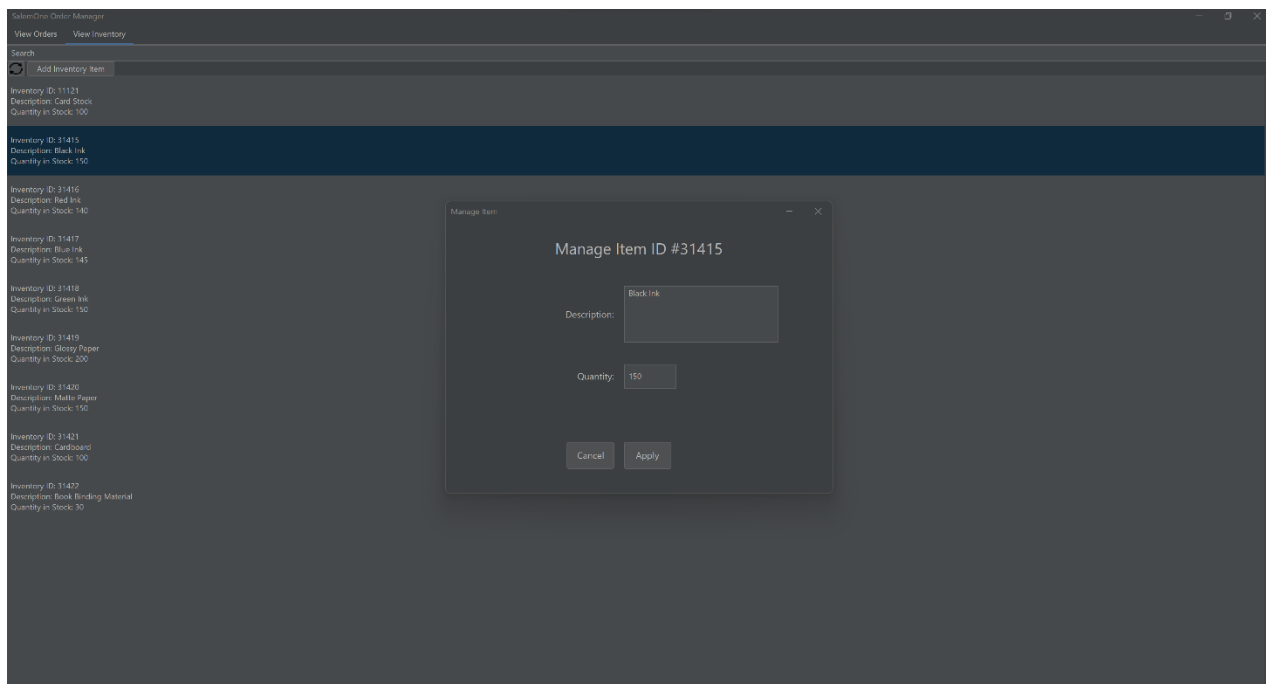 SalemOne Order Manager
View Orders View Inventory
Search
Add Inventory Item
Inventory ID: 11121
Description: Card Stock
Quantity in Stock: 100
Inventory ID: 31415
Description: Black Ink
Quantity in Stock: 150
Inventory ID: 31416
Description: Red Ink
Quantity in Stock: 140
Inventory ID: 31417
Description: Blue Ink
Quantity in Stock: 145
Inventory ID: 31418
Description: Green Ink
Quantity in Stock: 150
Inventory ID: 31419
Description: Glossy Paper
Quantity in Stock: 200
Inventory ID: 31420
Description: Matte Paper
Quantity in Stock: 150
Inventory ID: 31421
Description: Cardboard
Quantity in Stock: 100
Inventory ID: 31422
Description: Book Binding Material
Quantity in Stock: 30
Manage Item
Manage Item ID #31415
Description:
Black Ink
Quantity: 150
Cancel Apply